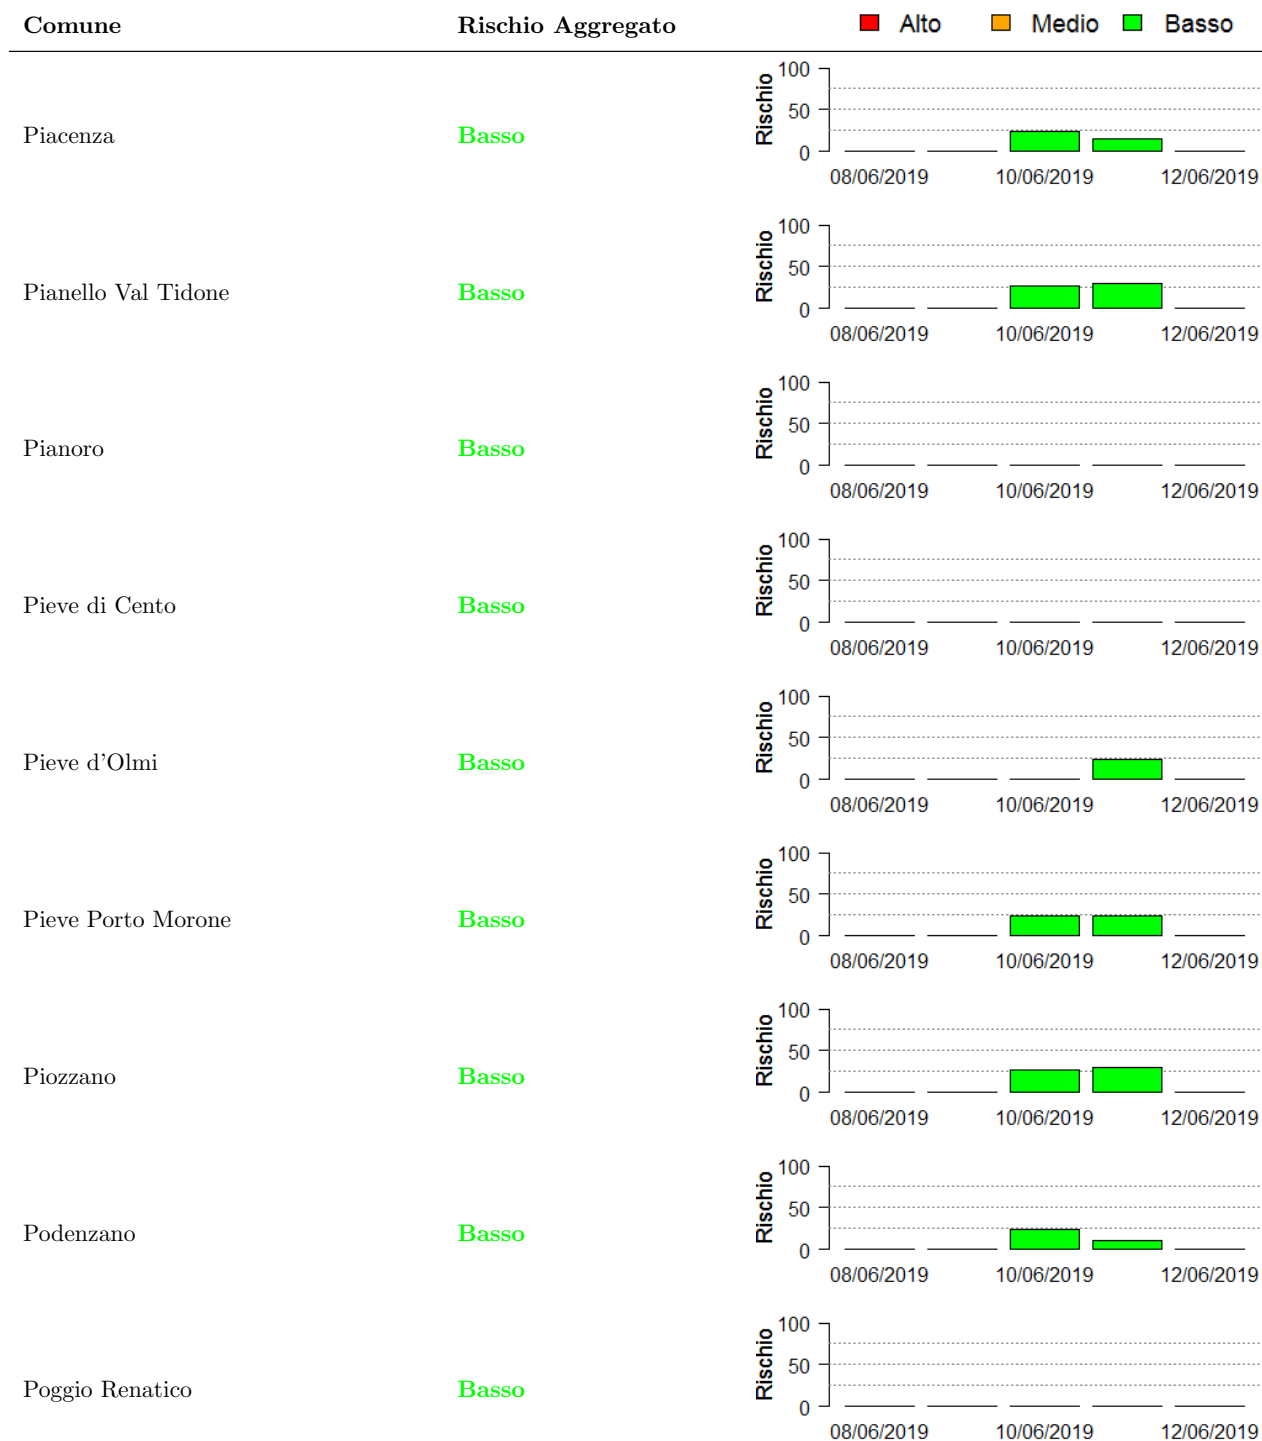 Comune Rischio Aggregato Alto Medio Basso
Piacenza Basso Rischio 100 50 0
08/06/2019 10/06/2019 12/06/2019
Pianello Val Tidone Basso Rischio 100 50 0
08/06/2019 10/06/2019 12/06/2019
Pianoro Basso Rischio 100 50 0
08/06/2019 10/06/2019 12/06/2019
Pieve di Cento Basso Rischio 100 50 0
08/06/2019 10/06/2019 12/06/2019
Pieve d'Olmi Basso Rischio 100 50 0
08/06/2019 10/06/2019 12/06/2019
Pieve Porto Morone Basso Rischio 100 50 0
08/06/2019 10/06/2019 12/06/2019
Piozzano Basso Rischio 100 50 0
08/06/2019 10/06/2019 12/06/2019
Podenzano Basso Rischio 100 50 0
08/06/2019 10/06/2019 12/06/2019
Poggio Renatico Basso Rischio 100 50 0
08/06/2019 10/06/2019 12/06/2019